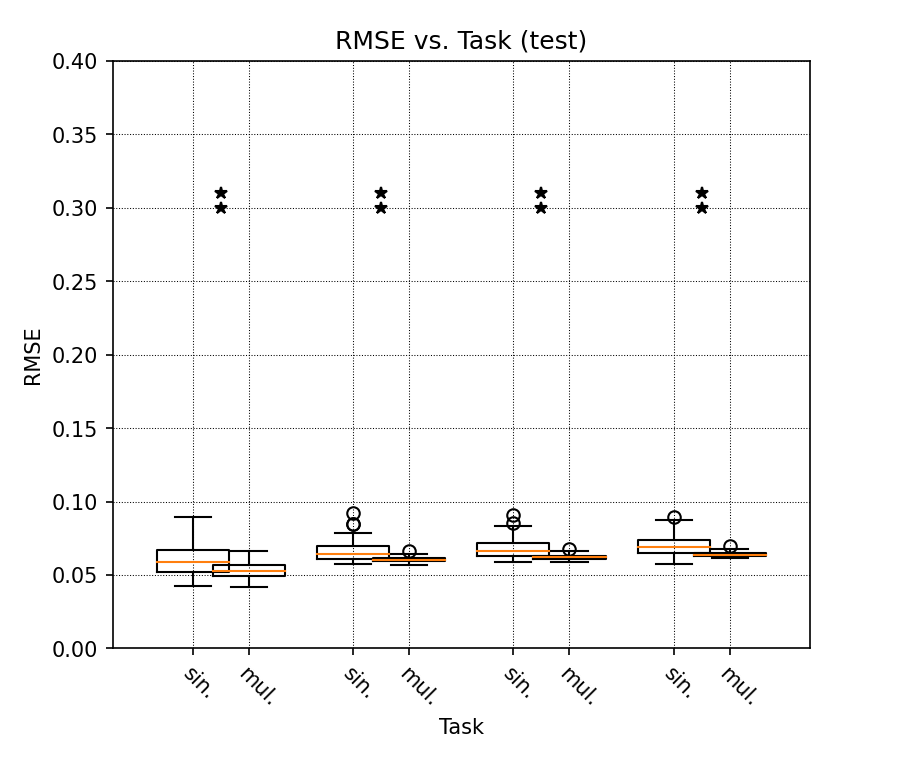 RMSE vs. Task (test)
0.40
0.35
0.30
0.25
0.20
0.15
0.10
0.05
0.00
RMSE
sin. mul. sin. mul. sin. mul. sin. mul.
Task